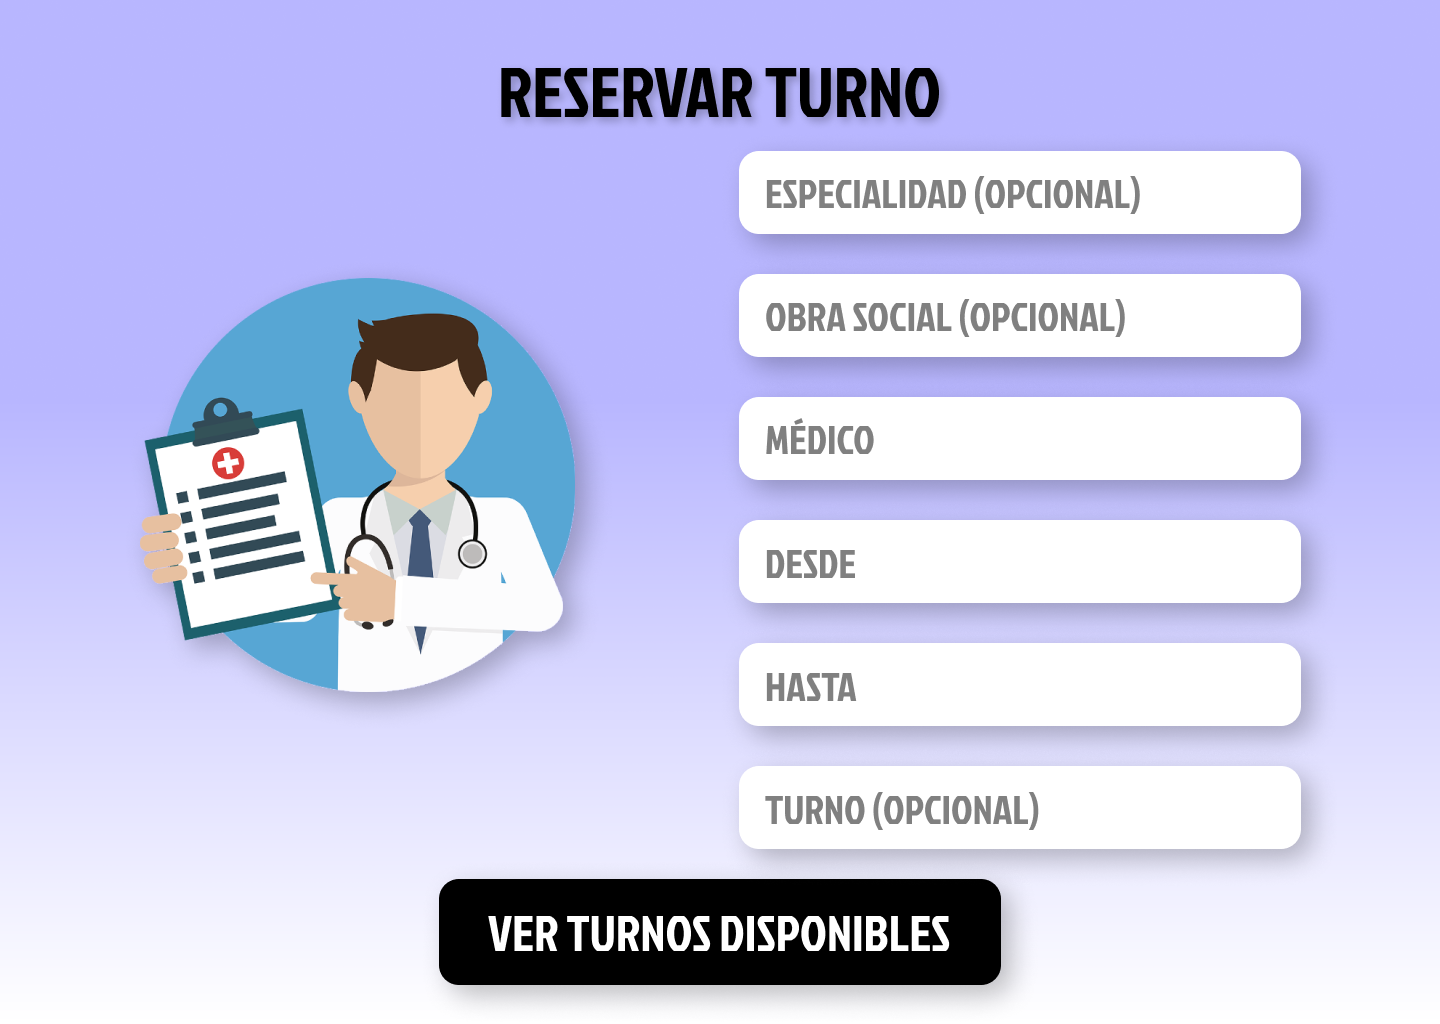 RESERVAR TURNO
ESPECIALIDAD (OPCIONAL)
OBRA SOCIAL (OPCIONAL)
MÉDICO
DESDE
HASTA
TURNO (OPCIONAL)
VER TURNOS DISPONIBLES